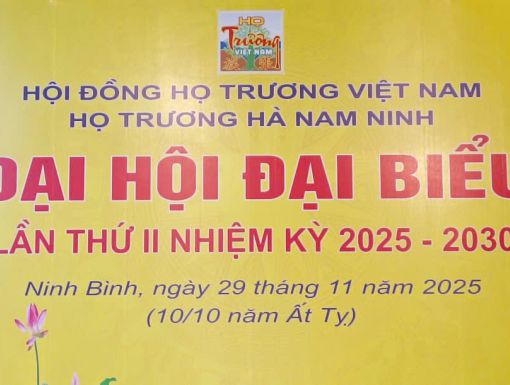 HỌ
Trương
VIỆT NAM
HỘI ĐỒNG HỌ TRƯƠNG VIỆT NAM
HỌ TRƯƠNG HÀ NAM NINH
ĐẠI HỘI ĐẠI BIỂU
LẦN THỨ II NHIỆM KỲ 2025 - 2030
Ninh Bình, ngày 29 tháng 11 năm 2025
(10/10 năm Ất Tỵ)